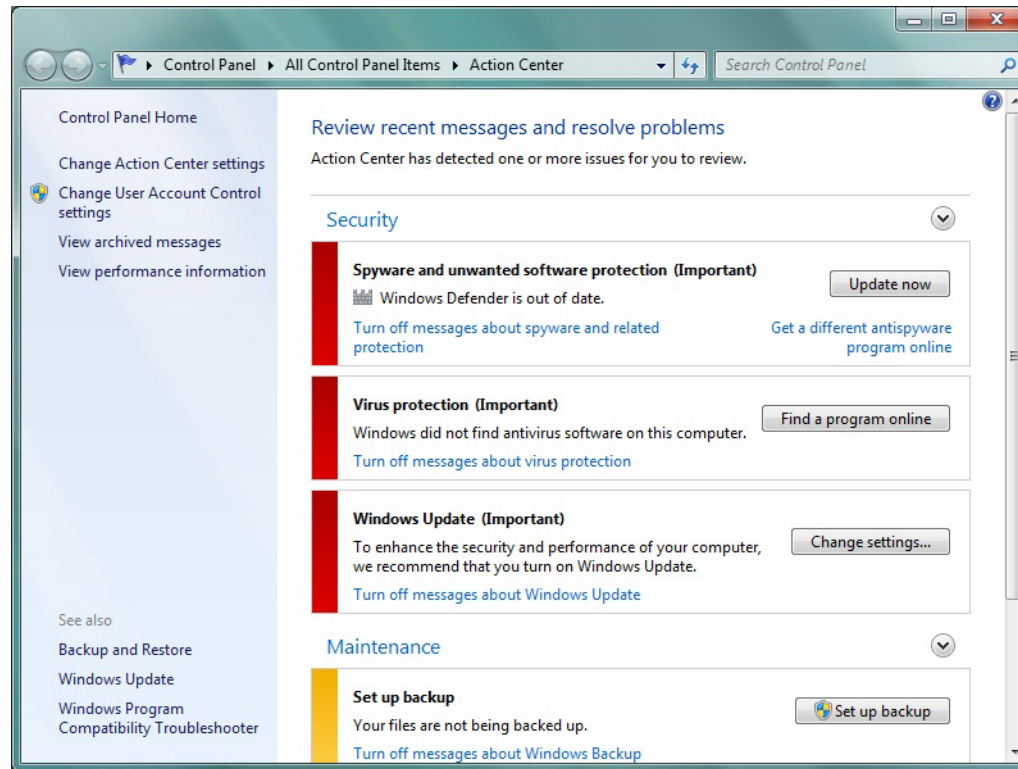 Control Panel ▸ All Control Panel Items ▸ Action Center
Search Control Panel
Control Panel Home
Change Action Center settings
Change User Account Control
settings
View archived messages
View performance information
See also
Backup and Restore
Windows Update
Windows Program
Compatibility Troubleshooter
Review recent messages and resolve problems
Action Center has detected one or more issues for you to review.
Security
Spyware and unwanted software protection (Important)
Windows Defender is out of date.
Update now
Turn off messages about spyware and related
protection
Get a different antispyware
program online
Virus protection (Important)
Windows did not find antivirus software on this computer.
Find a program online
Turn off messages about virus protection
Windows Update (Important)
To enhance the security and performance of your computer,
we recommend that you turn on Windows Update.
Change settings...
Turn off messages about Windows Update
Maintenance
Set up backup
Your files are not being backed up.
Set up backup
Turn off messages about Windows Backup